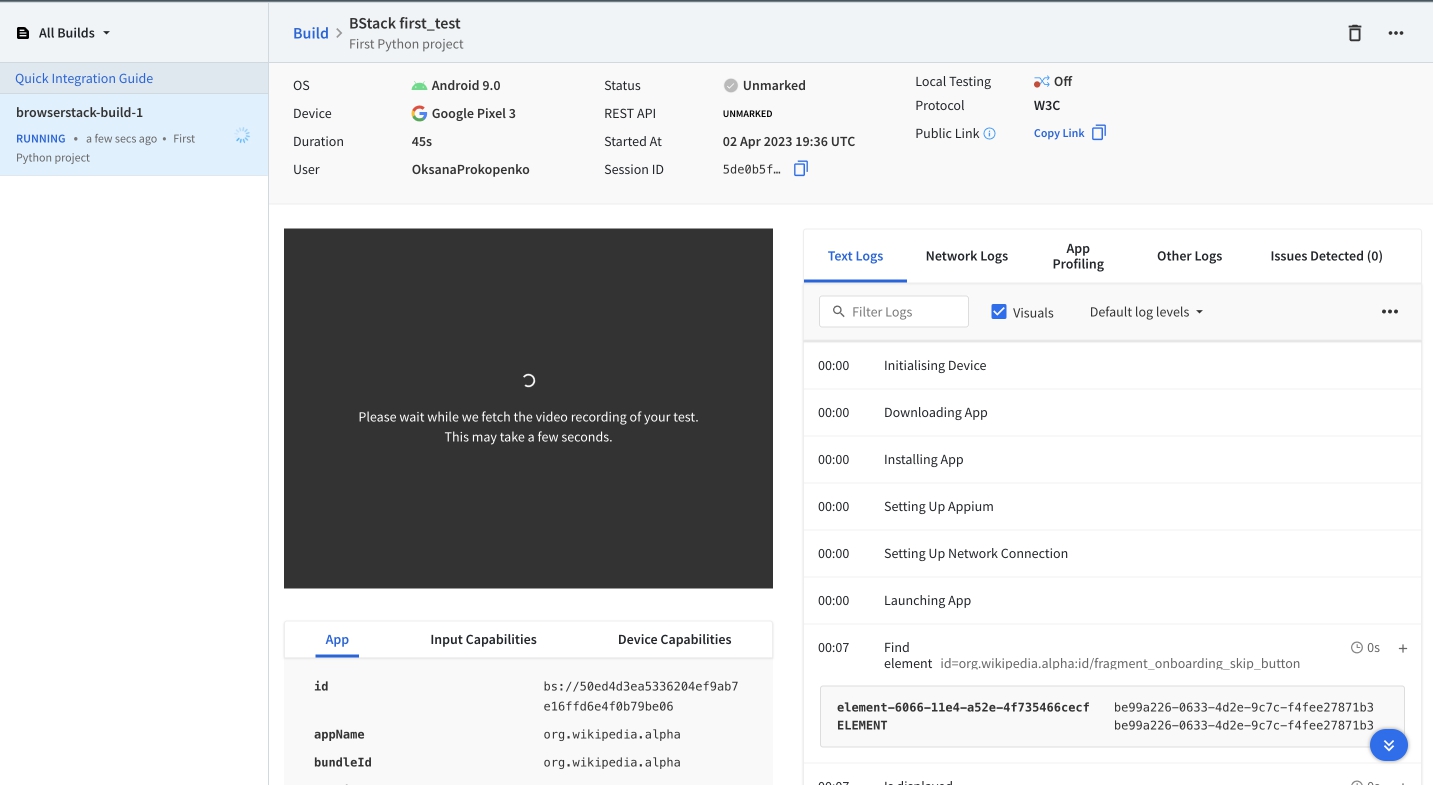 All Builds
Quick Integration Guide
browserstack-build-1
RUNNING • a few secs ago • First
Python project
Build
BStack first_test
First Python project
OS Android 9.0
Device Google Pixel 3
Duration 45s
User OksanaProkopenko
Status Unmarked
REST API UNMARKED
Started At 02 Apr 2023 19:36 UTC
Session ID 5de0b5f…
Local Testing Off
Protocol W3C
Public Link Copy Link
Please wait while we fetch the video recording of your test.
This may take a few seconds.
App Input Capabilities Device Capabilities
id bs://50ed4d3ea5336204ef9ab7
e16ffd6e4f0b79be06
appName org.wikipedia.alpha
bundleId org.wikipedia.alpha
Text Logs Network Logs App Profiling Other Logs Issues Detected (0)
Filter Logs Visuals Default log levels
00:00 Initialising Device
00:00 Downloading App
00:00 Installing App
00:00 Setting Up Appium
00:00 Setting Up Network Connection
00:00 Launching App
00:07 Find 0s +
element id=org.wikipedia.alpha:id/fragment_onboarding_skip_button
element-6066-11e4-a52e-4f735466cecf be99a226-0633-4d2e-9c7c-f4fee27871b3
ELEMENT be99a226-0633-4d2e-9c7c-f4fee27871b3
00:07 Is displayed 0s